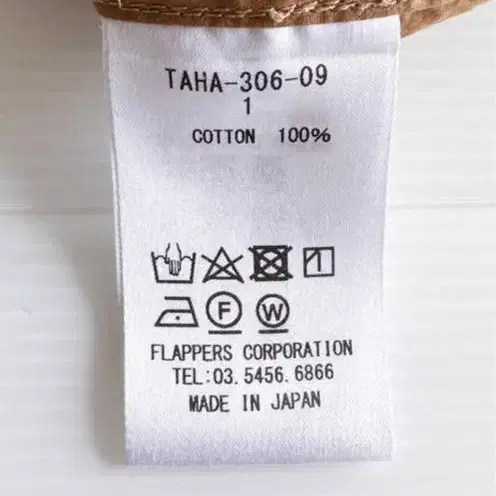 TAHA-306-09
1
COTTON 100%
F W
FLAPPERS CORPORATION
TEL:03.5456.6866
MADE IN JAPAN